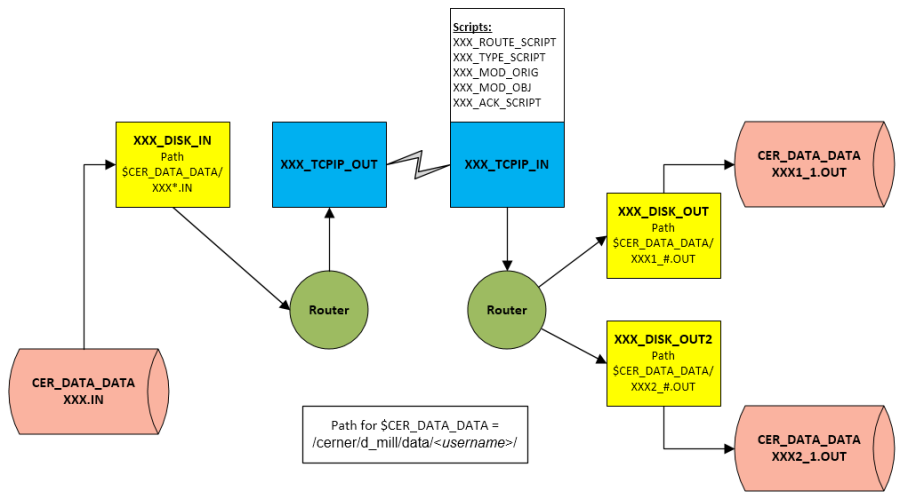 Scripts:
XXX_ROUTE_SCRIPT
XXX_TYPE_SCRIPT
XXX_MOD_ORIG
XXX_MOD_OBJ
XXX_ACK_SCRIPT
XXX_DISK_IN
Path
$CER_DATA_DATA/
XXX*.IN
XXX_TCPIP_OUT
XXX_TCPIP_IN
CER_DATA_DATA
XXX1_1.OUT
XXX_DISK_OUT
Path
$CER_DATA_DATA/
XXX1_#.OUT
Router
Router
XXX_DISK_OUT2
Path
$CER_DATA_DATA/
XXX2_#.OUT
CER_DATA_DATA
XXX.IN
Path for $CER_DATA_DATA =
/cerner/d_mill/data/<username>/
CER_DATA_DATA
XXX2_1.OUT